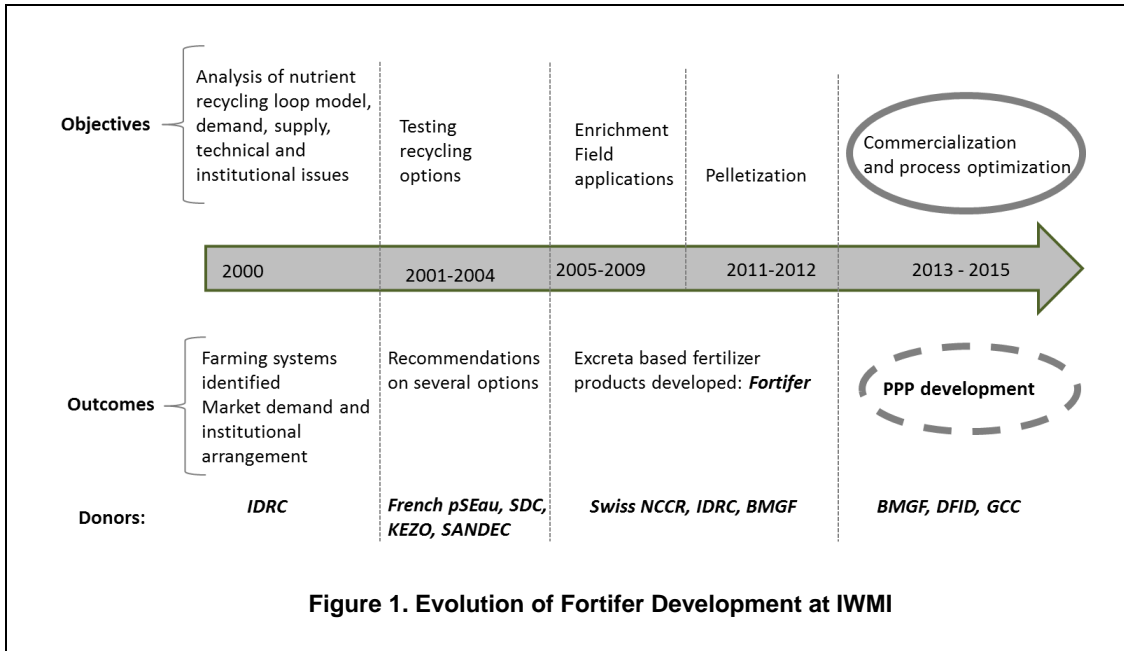 Objectives
Analysis of nutrient
recycling loop model,
demand, supply,
technical and
institutional issues
Testing
recycling
options
Enrichment
Field
applications
Pelletization
Commercialization
and process optimization
2000
2001-2004
2005-2009
2011-2012
2013 - 2015
Outcomes
Farming systems
identified
Market demand and
institutional
arrangement
Recommendations
on several options
Excreta based fertilizer
products developed: Fortifer
PPP development
Donors:
IDRC
French pSEau, SDC,
KEZO, SANDEC
Swiss NCCR, IDRC, BMGF
BMGF, DFID, GCC
Figure 1. Evolution of Fortifer Development at IWMI